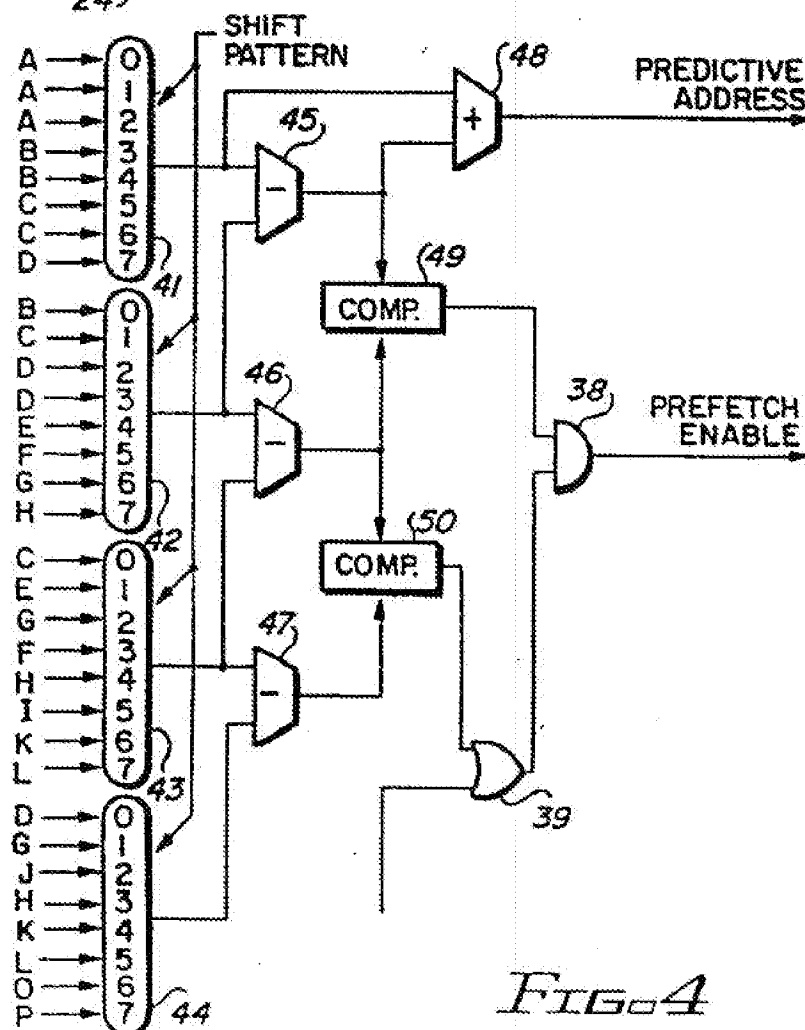 24
SHIFT
PATTERN
48
PREDICTIVE
ADDRESS
A 0
A 1
A 2
B 3
B 4
C 5
C 6
D 7
41
45
+
−
49
COMP.
B 0
C 1
D 2
D 3
E 4
F 5
G 6
H 7
42
46
−
38
PREFETCH
ENABLE
50
COMP.
C 0
E 1
G 2
F 3
H 4
I 5
K 6
L 7
43
47
−
39
D 0
G 1
J 2
H 3
K 4
L 5
O 6
P 7
44
FIG. 4